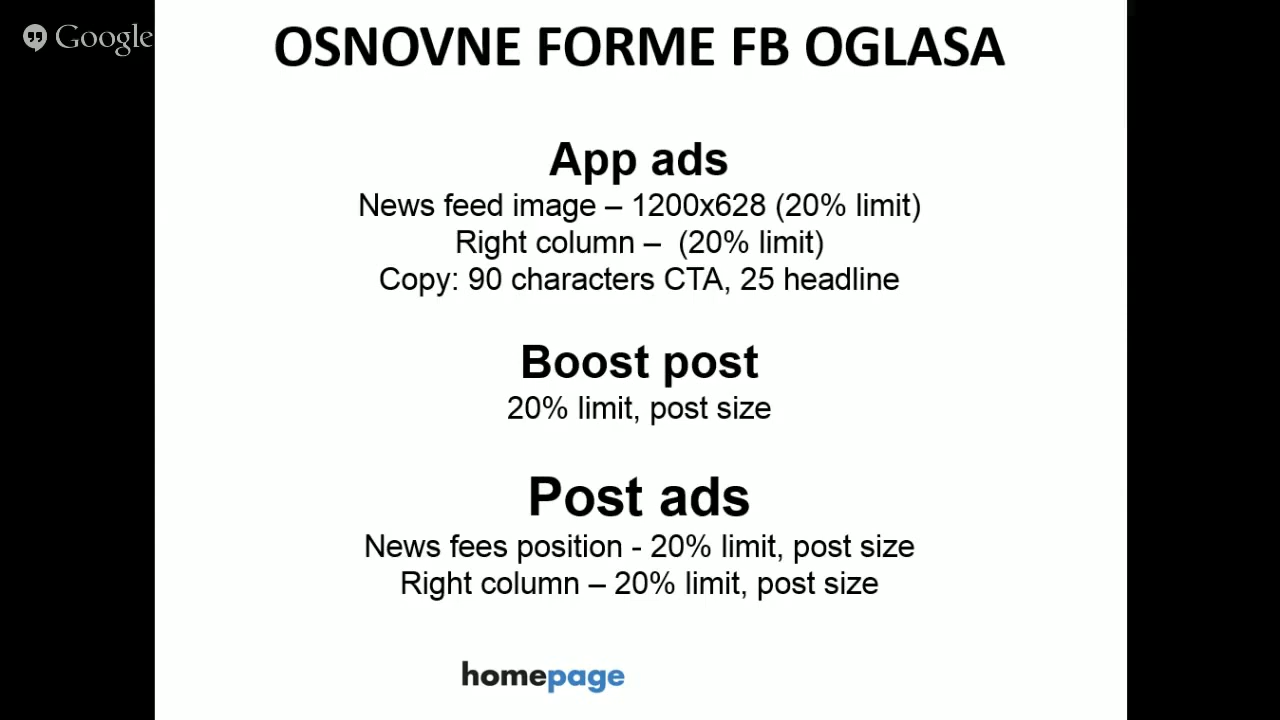 Google
OSNOVNE FORME FB OGLASA
App ads
News feed image – 1200x628 (20% limit)
Right column – (20% limit)
Copy: 90 characters CTA, 25 headline
Boost post
20% limit, post size
Post ads
News fees position - 20% limit, post size
Right column – 20% limit, post size
homepage